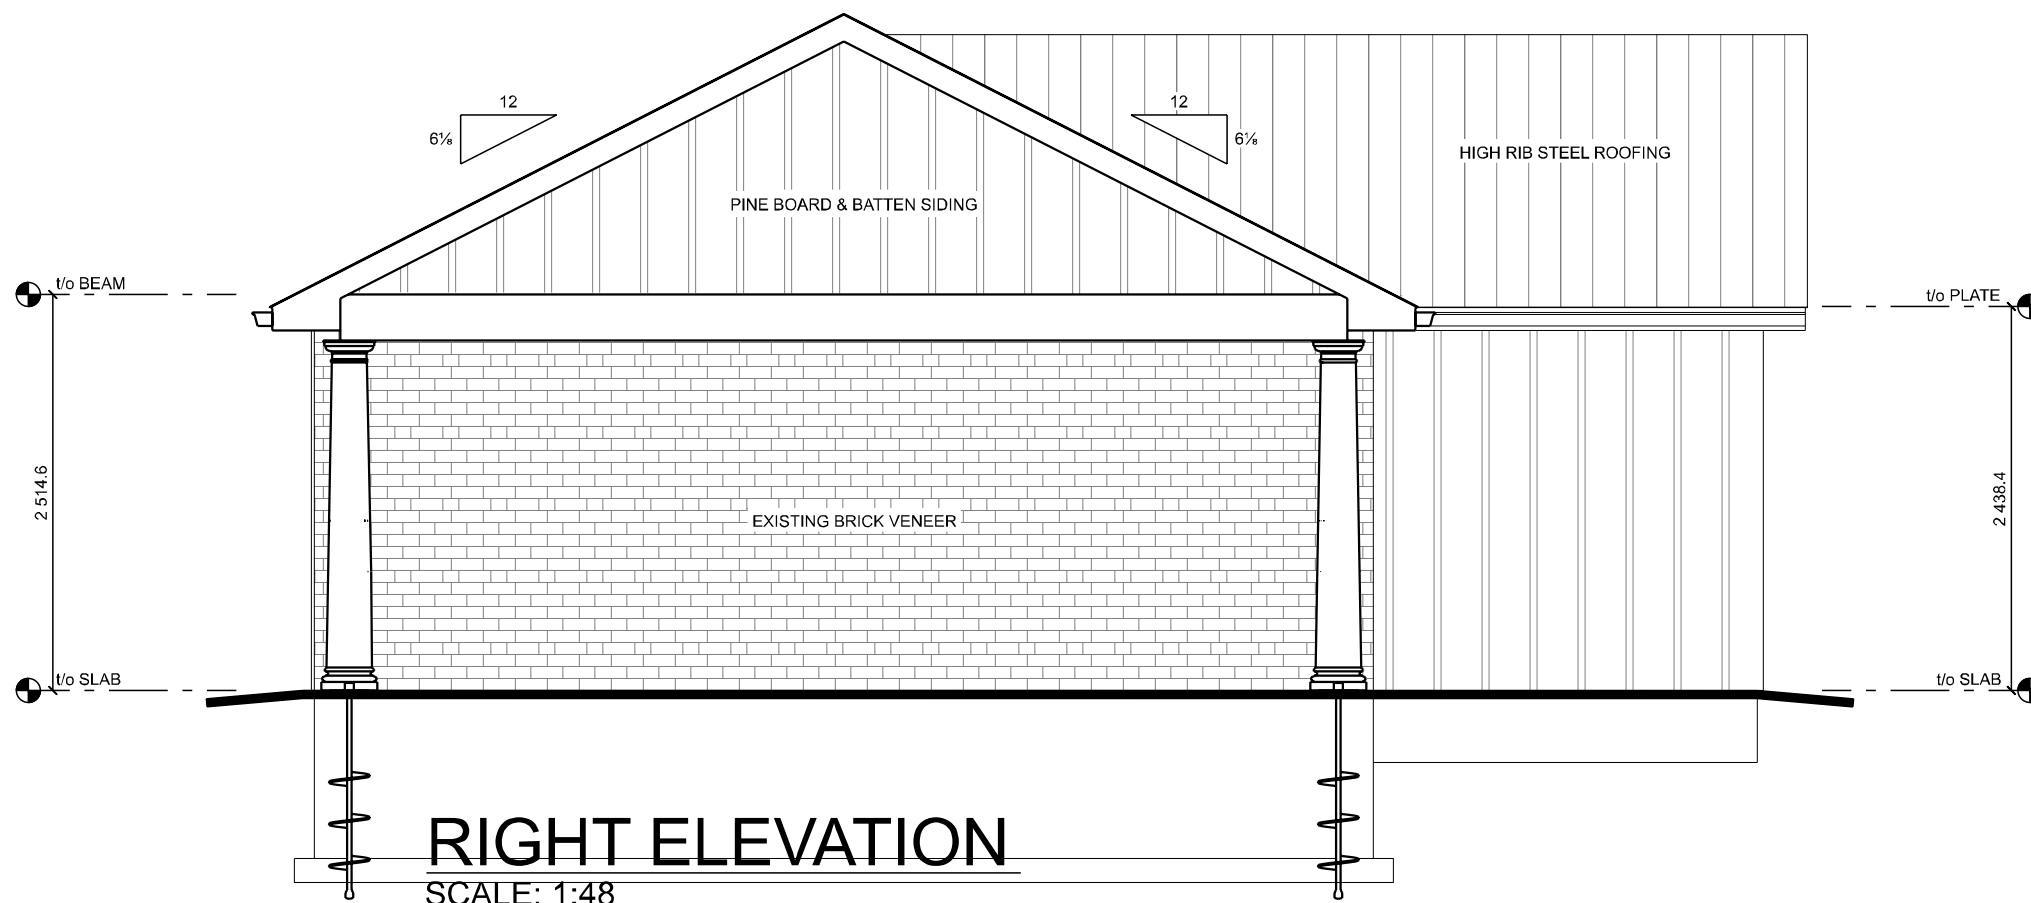 12
12
6⅛
6⅛
HIGH RIB STEEL ROOFING
PINE BOARD & BATTEN SIDING
t/o BEAM
t/o PLATE
2 514.6
2 438.4
EXISTING BRICK VENEER
t/o SLAB
t/o SLAB
RIGHT ELEVATION
SCALE: 1:48